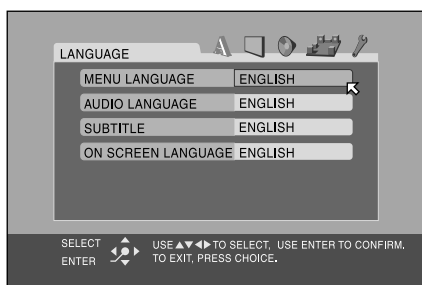 LANGUAGE
MENU LANGUAGE ENGLISH
AUDIO LANGUAGE ENGLISH
SUBTITLE ENGLISH
ON SCREEN LANGUAGE ENGLISH
SELECT USE ▲▼◀▶ TO SELECT, USE ENTER TO CONFIRM.
ENTER TO EXIT, PRESS CHOICE.